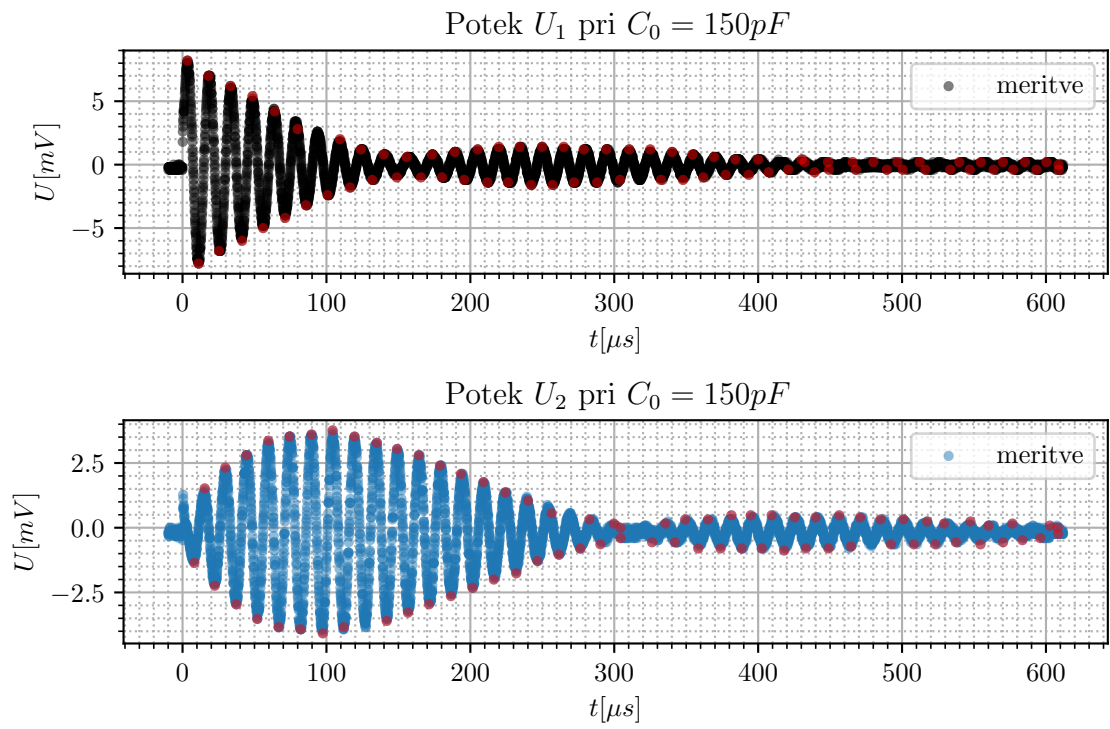 Potek U₁ pri C₀ = 150pF
meritve
U[mV]
5
0
−5
0 100 200 300 400 500 600
t[μs]
Potek U₂ pri C₀ = 150pF
meritve
U[mV]
2.5
0.0
−2.5
0 100 200 300 400 500 600
t[μs]